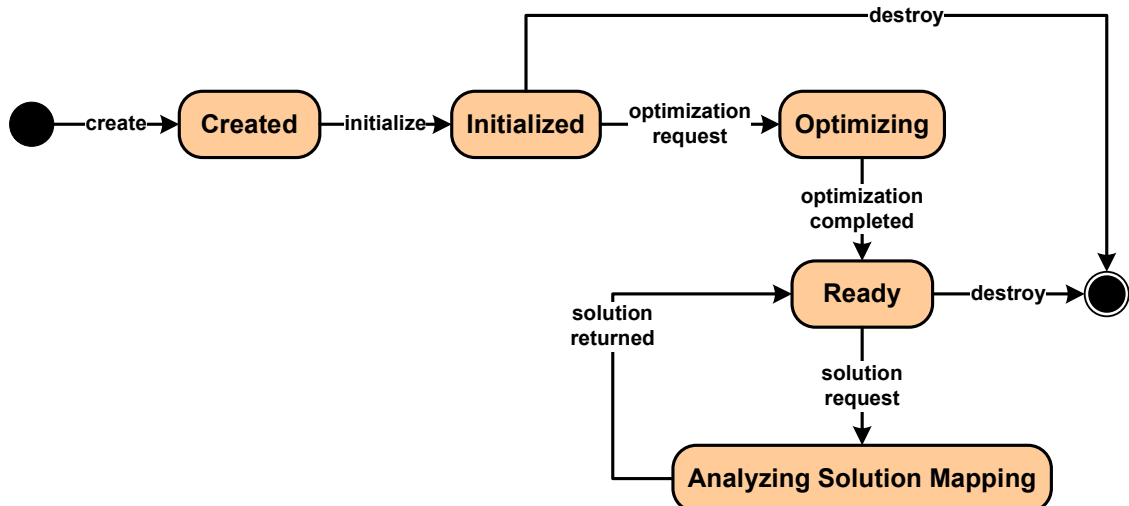 destroy
create
Created
initialize
Initialized
optimization
request
Optimizing
optimization
completed
Ready
destroy
solution
returned
solution
request
Analyzing Solution Mapping